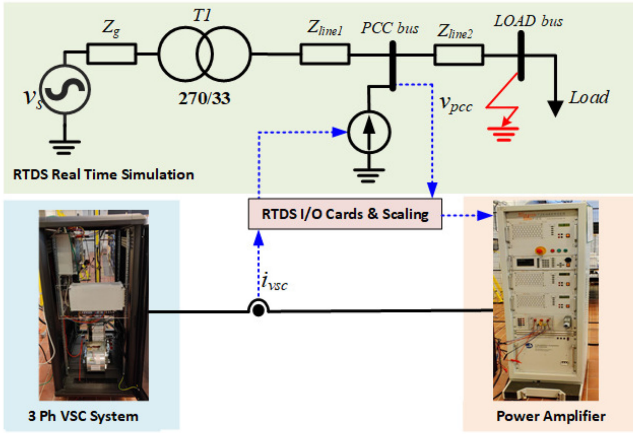 Z_g
T1
Z_line1
PCC bus
Z_line2
LOAD bus
v_s
270/33
v_pcc
Load
RTDS Real Time Simulation
RTDS I/O Cards & Scaling
i_vsc
3 Ph VSC System
Power Amplifier